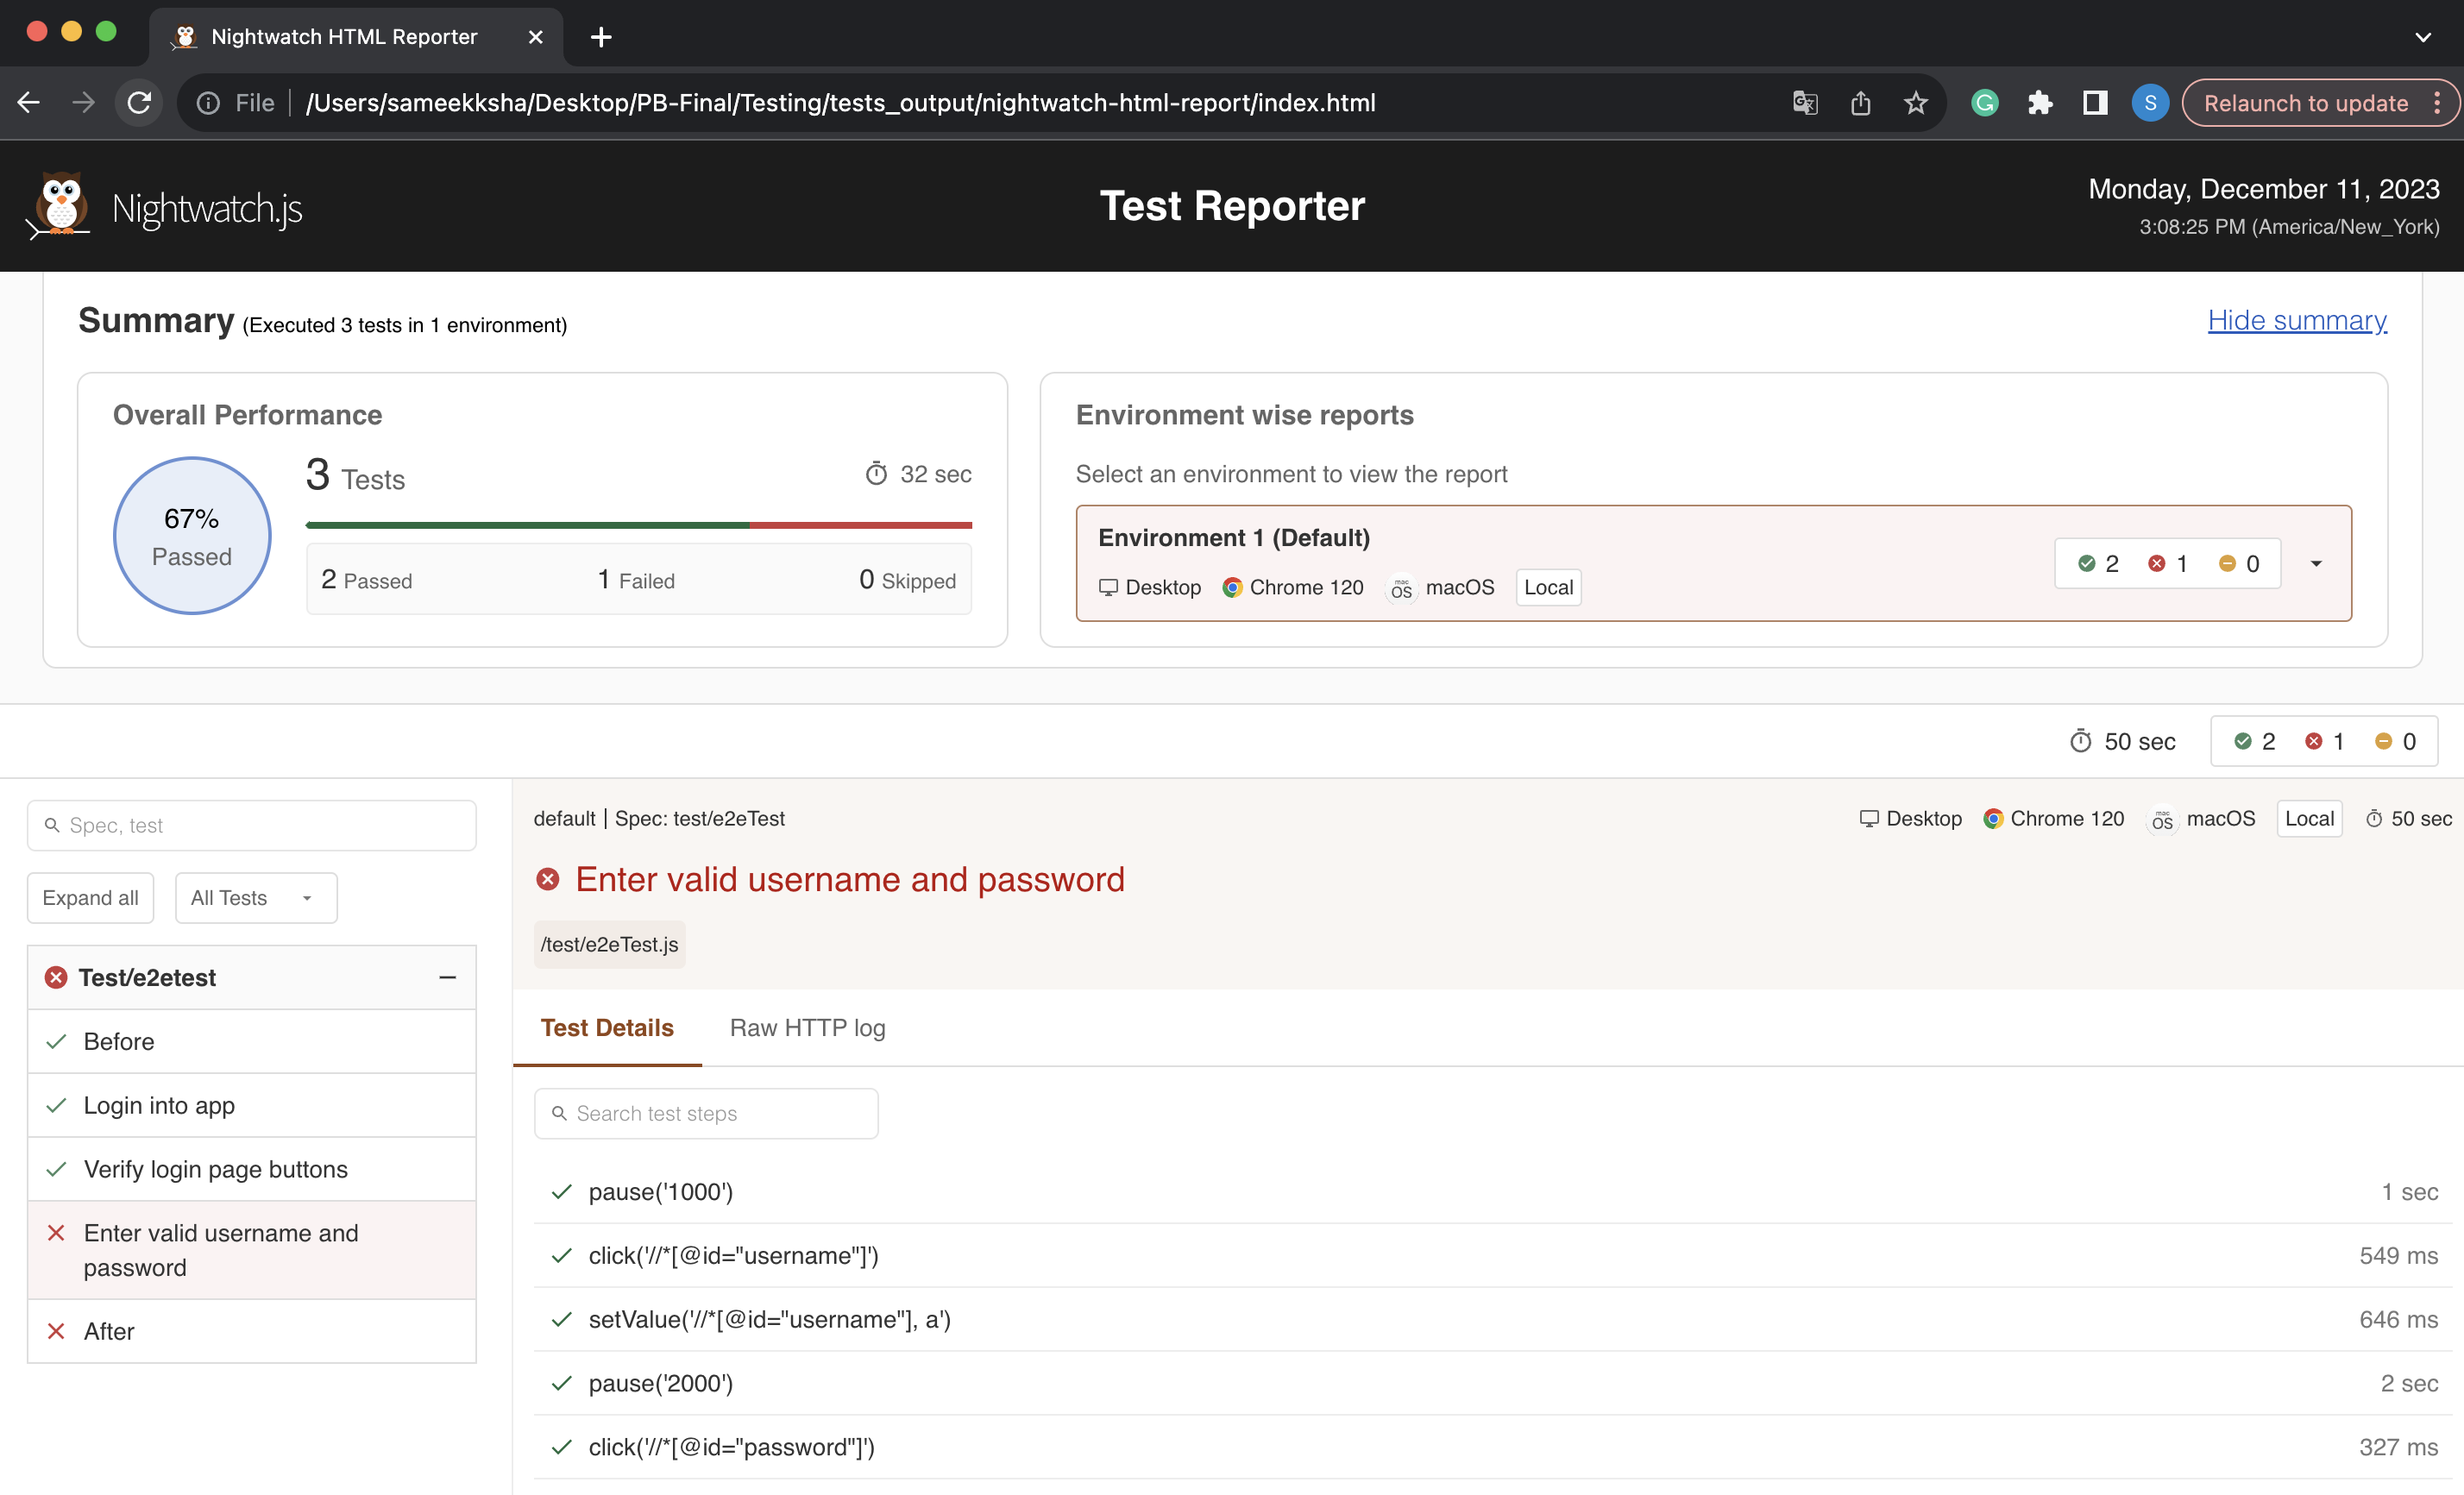 Nightwatch HTML Reporter
File | /Users/sameekksha/Desktop/PB-Final/Testing/tests_output/nightwatch-html-report/index.html
S
Relaunch to update
Nightwatch.js
Test Reporter
Monday, December 11, 2023
3:08:25 PM (America/New_York)
Summary (Executed 3 tests in 1 environment)
Hide summary
Overall Performance
67%
Passed
3 Tests
32 sec
2 Passed
1 Failed
0 Skipped
Environment wise reports
Select an environment to view the report
Environment 1 (Default)
Desktop
Chrome 120
mac OS
macOS
Local
2 1 0
50 sec
2 1 0
Spec, test
Expand all
All Tests
Test/e2etest
Before
Login into app
Verify login page buttons
Enter valid username and
password
After
default | Spec: test/e2eTest
Desktop
Chrome 120
mac OS
macOS
Local
50 sec
Enter valid username and password
/test/e2eTest.js
Test Details
Raw HTTP log
Search test steps
pause('1000') 1 sec
click('//*[@id="username"]') 549 ms
setValue('//*[@id="username"], a') 646 ms
pause('2000') 2 sec
click('//*[@id="password"]') 327 ms